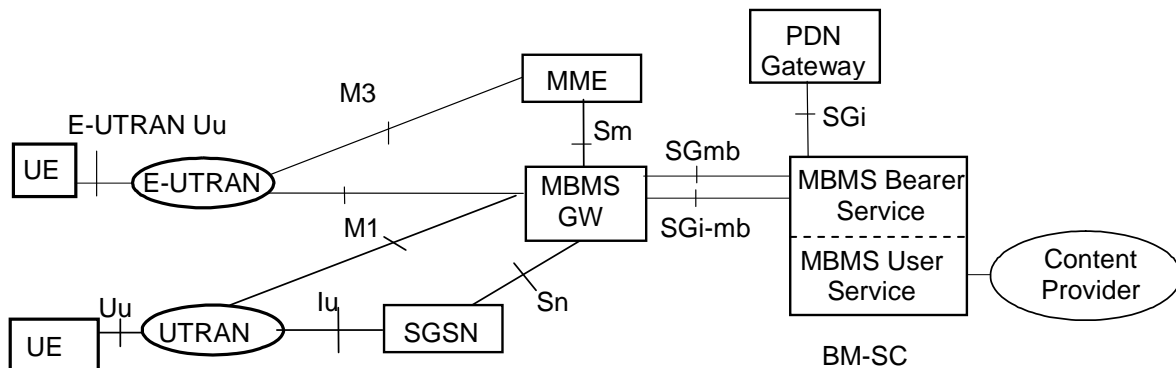 PDN
Gateway
MME
M3
SGi
E-UTRAN Uu
Sm
SGmb
UE
E-UTRAN
MBMS
GW
MBMS Bearer
Service
M1
SGi-mb
MBMS User
Service
Content
Provider
Uu
Iu
Sn
UE
UTRAN
SGSN
BM-SC